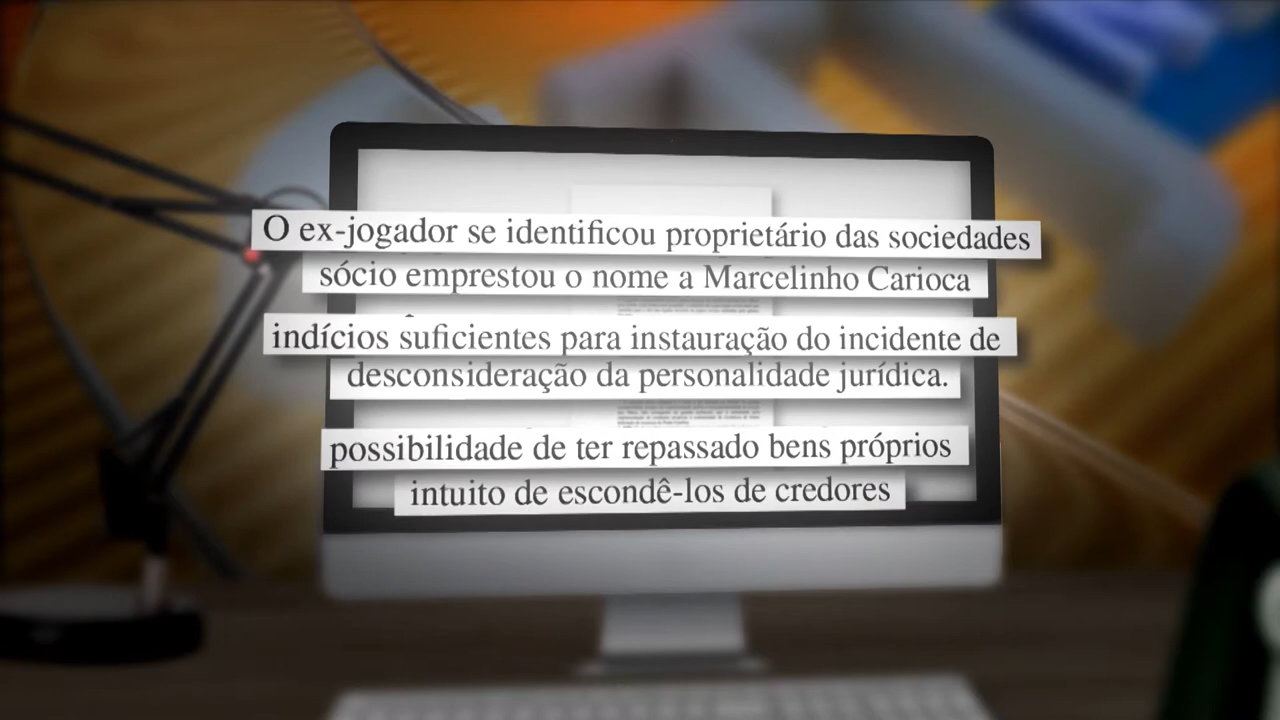 O ex-jogador se identificou proprietário das sociedades
sócio emprestou o nome a Marcelinho Carioca
indícios suficientes para instauração do incidente de
desconsideração da personalidade jurídica.
possibilidade de ter repassado bens próprios
intuito de escondê-los de credores